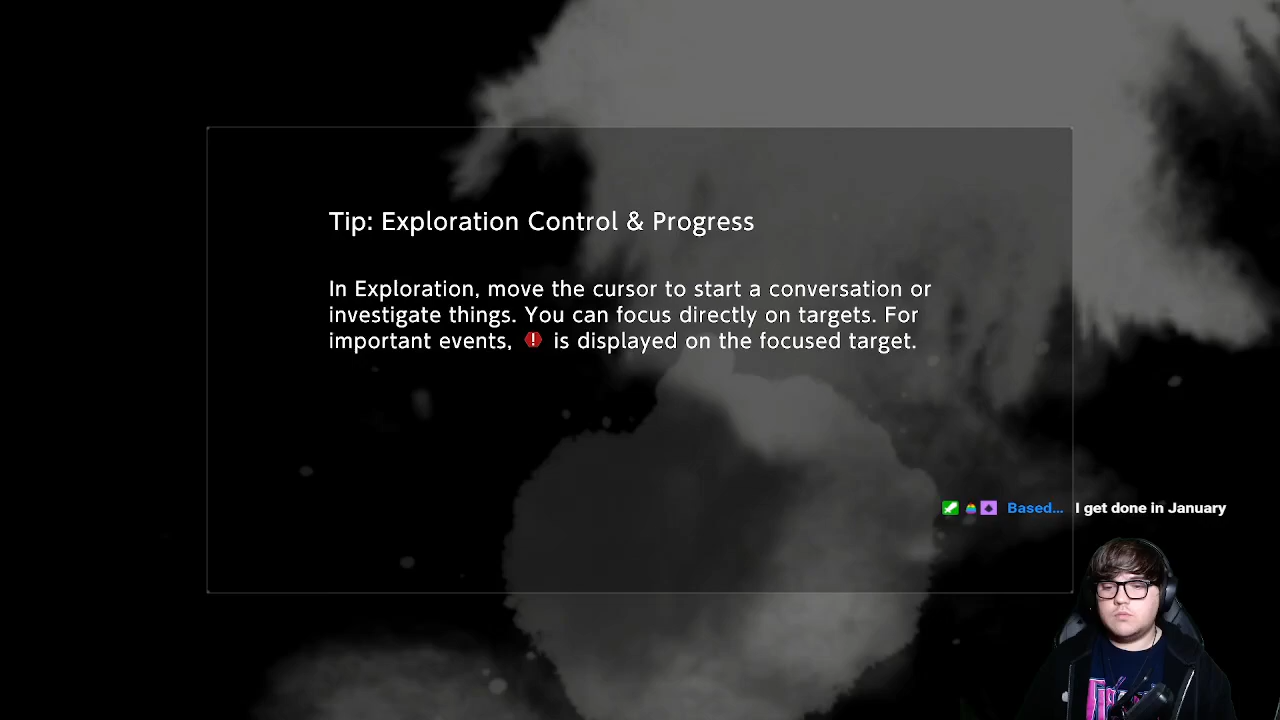 Tip: Exploration Control & Progress
In Exploration, move the cursor to start a conversation or
investigate things. You can focus directly on targets. For
important events, ! is displayed on the focused target.
Based... I get done in January